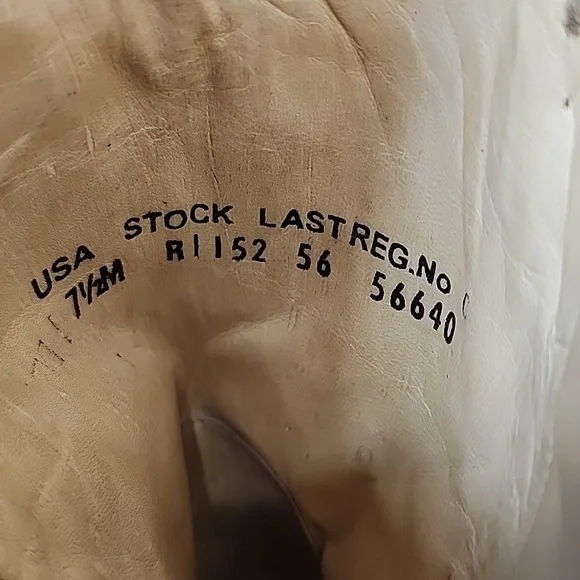 USA STOCK LAST REG.No
7½M R1152 56 56640